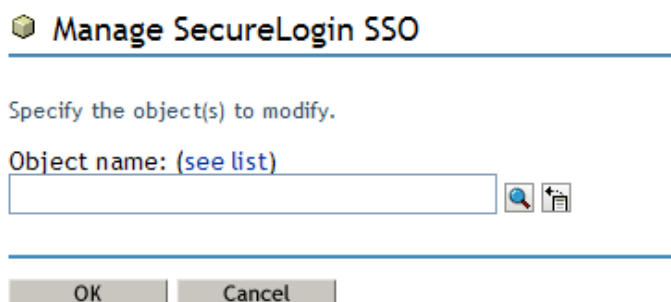 Manage SecureLogin SSO
Specify the object(s) to modify.
Object name: (see list)
OK Cancel